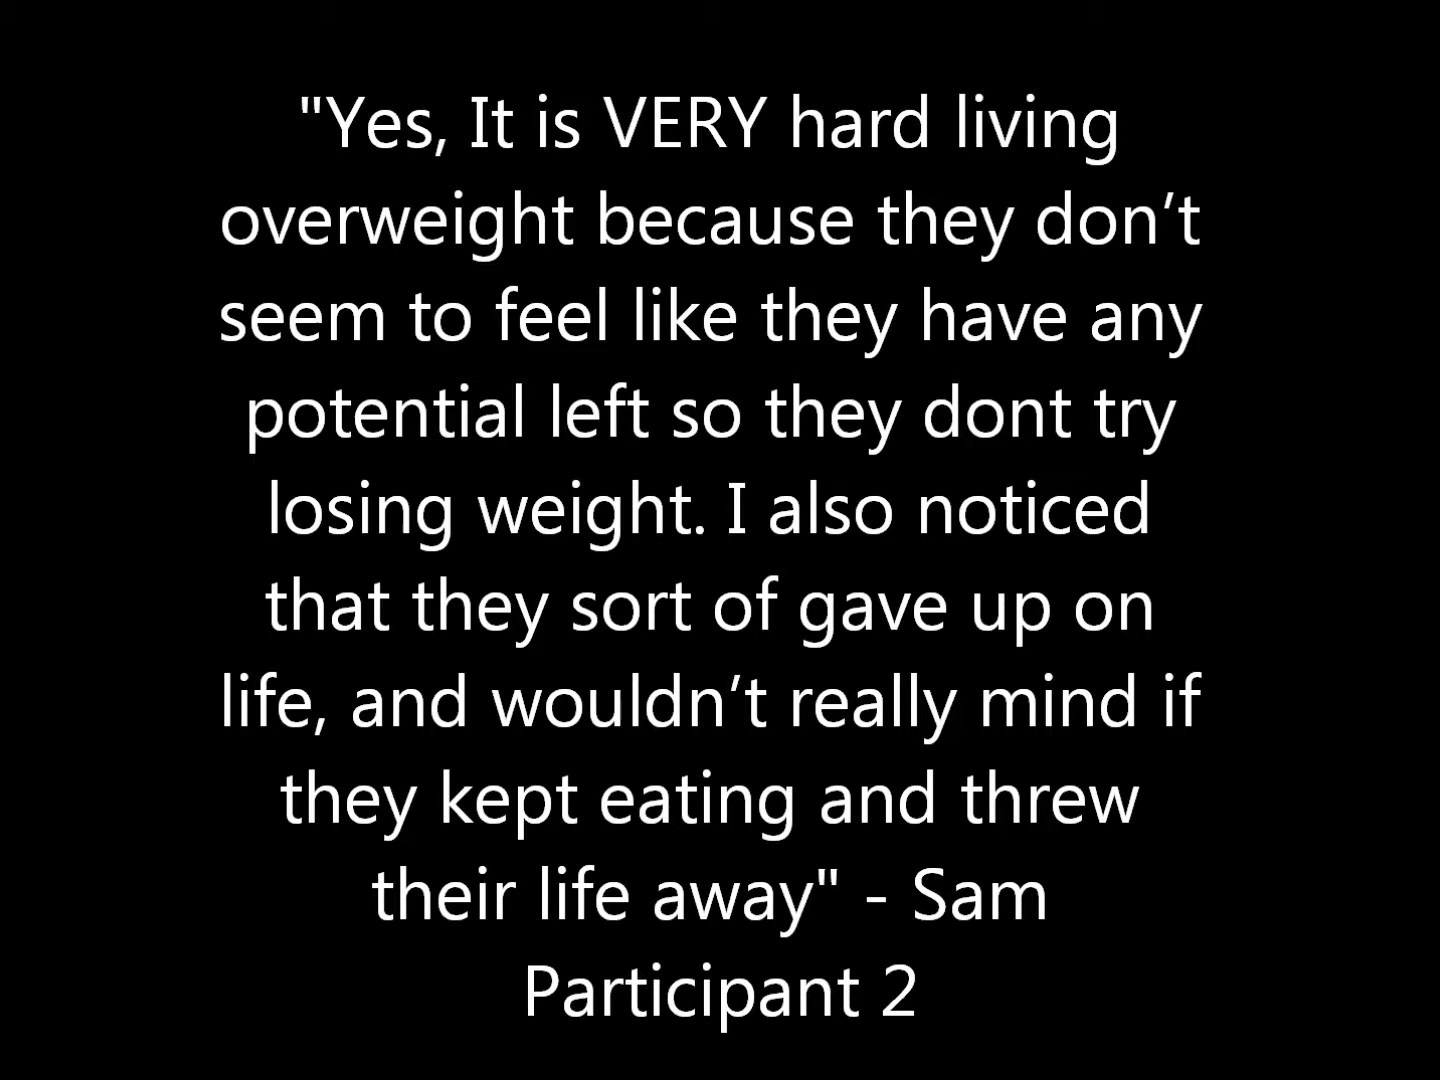 "Yes, It is VERY hard living
overweight because they don’t
seem to feel like they have any
potential left so they dont try
losing weight. I also noticed
that they sort of gave up on
life, and wouldn’t really mind if
they kept eating and threw
their life away" - Sam
Participant 2